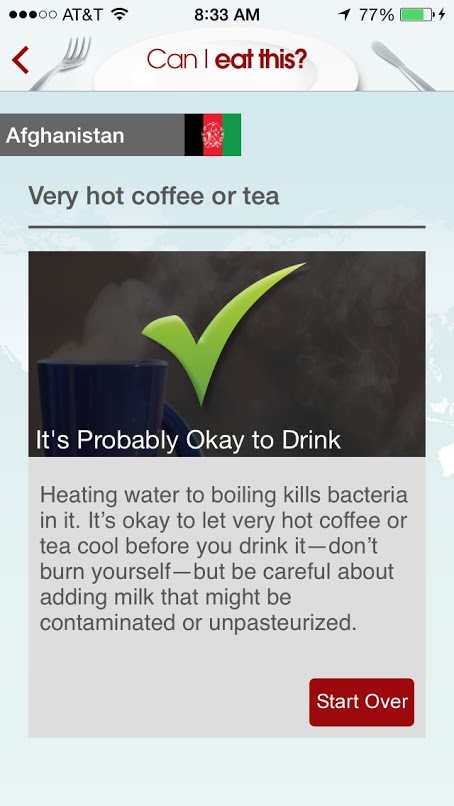 AT&T 8:33 AM 77%
Can I eat this?
Afghanistan
Very hot coffee or tea
It's Probably Okay to Drink
Heating water to boiling kills bacteria
in it. It’s okay to let very hot coffee or
tea cool before you drink it—don’t
burn yourself—but be careful about
adding milk that might be
contaminated or unpasteurized.
Start Over